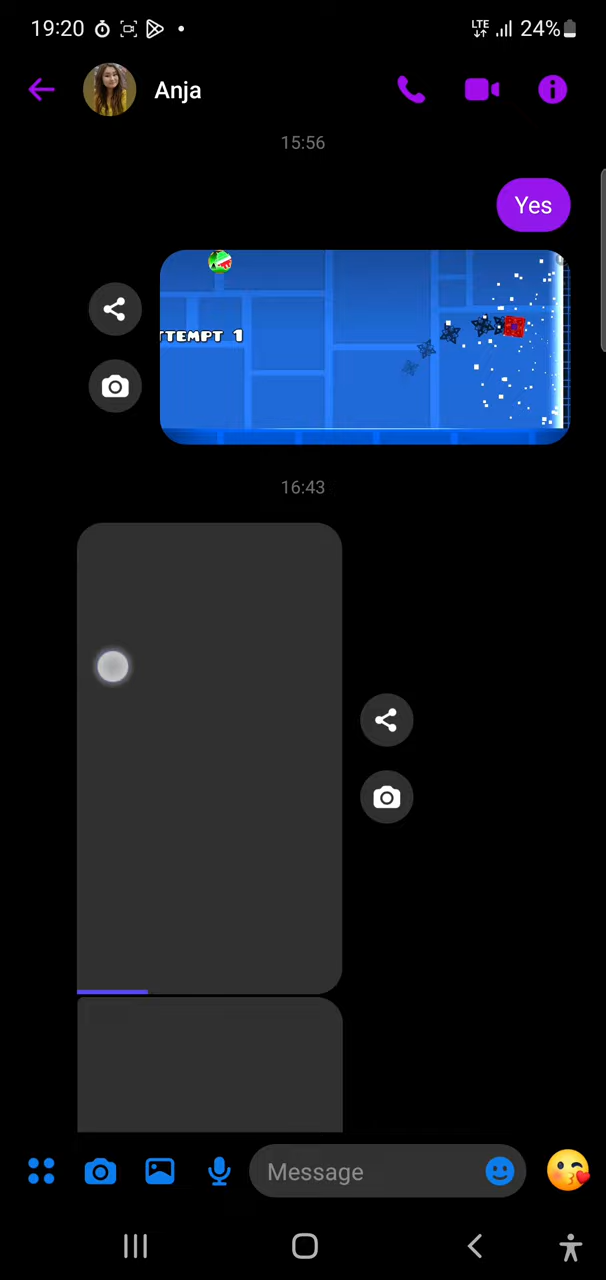 19:20 LTE 24%
Anja
15:56
Yes
TTEMPT 1
16:43
Message